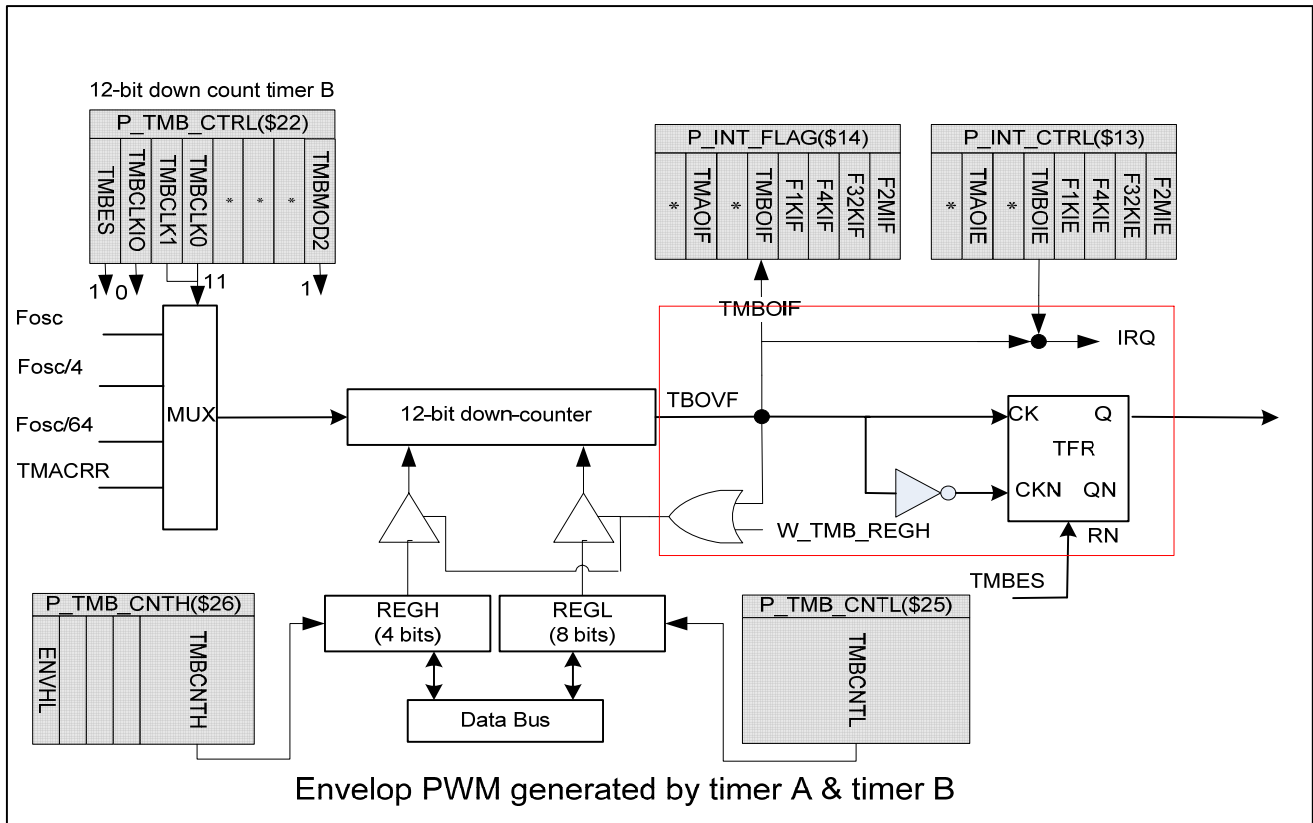 12-bit down count timer B
P_TMB_CTRL($22)
TMBES
TMBCLKIO
TMBCLK1
TMBCLK0
*
*
*
TMBMOD2
1
0
11
1
P_INT_FLAG($14)
*
TMAOIF
*
TMBOIF
F1KIF
F4KIF
F32KIF
F2MIF
P_INT_CTRL($13)
*
TMAOIE
*
TMBOIE
F1KIE
F4KIE
F32KIE
F2MIE
Fosc
Fosc/4
Fosc/64
TMACRR
MUX
12-bit down-counter
TBOVF
TMBOIF
IRQ
CK
Q
TFR
CKN
QN
RN
W_TMB_REGH
TMBES
P_TMB_CNTH($26)
ENVHL
TMBCNTH
REGH
(4 bits)
REGL
(8 bits)
Data Bus
P_TMB_CNTL($25)
TMBCNTL
Envelop PWM generated by timer A & timer B